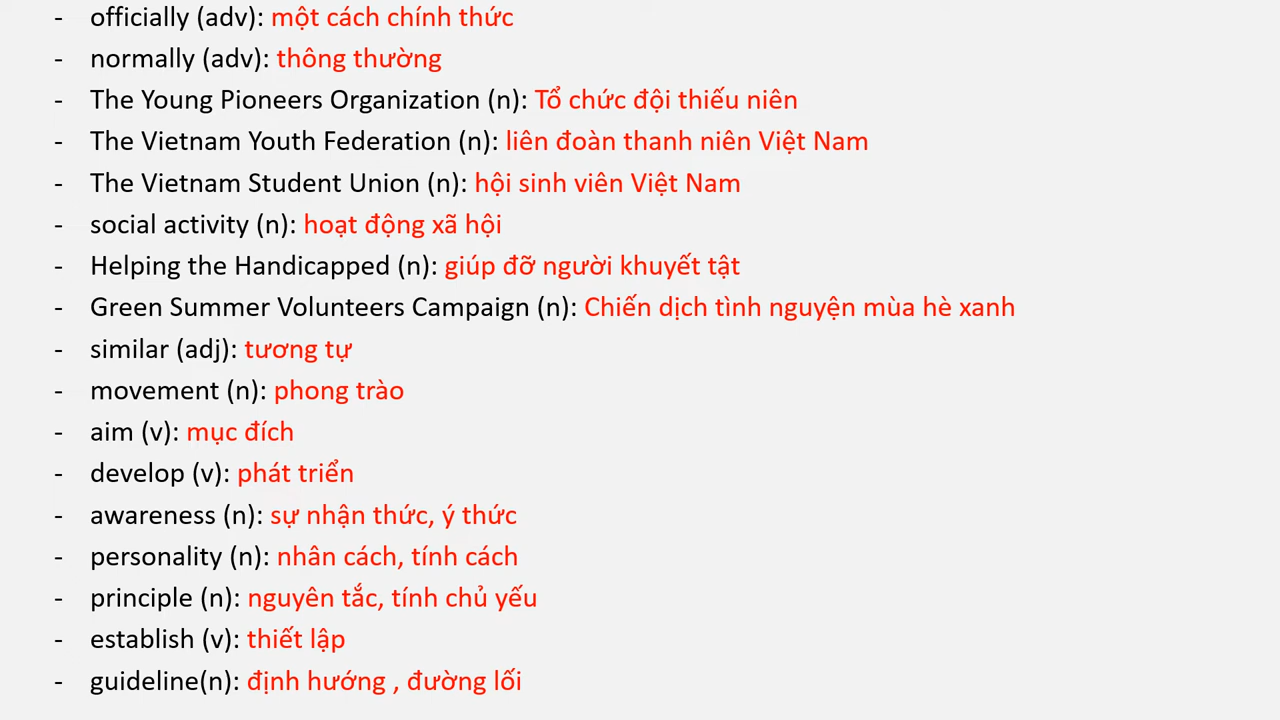 - officially (adv): một cách chính thức
- normally (adv): thông thường
- The Young Pioneers Organization (n): Tổ chức đội thiếu niên
- The Vietnam Youth Federation (n): liên đoàn thanh niên Việt Nam
- The Vietnam Student Union (n): hội sinh viên Việt Nam
- social activity (n): hoạt động xã hội
- Helping the Handicapped (n): giúp đỡ người khuyết tật
- Green Summer Volunteers Campaign (n): Chiến dịch tình nguyện mùa hè xanh
- similar (adj): tương tự
- movement (n): phong trào
- aim (v): mục đích
- develop (v): phát triển
- awareness (n): sự nhận thức, ý thức
- personality (n): nhân cách, tính cách
- principle (n): nguyên tắc, tính chủ yếu
- establish (v): thiết lập
- guideline(n): định hướng , đường lối